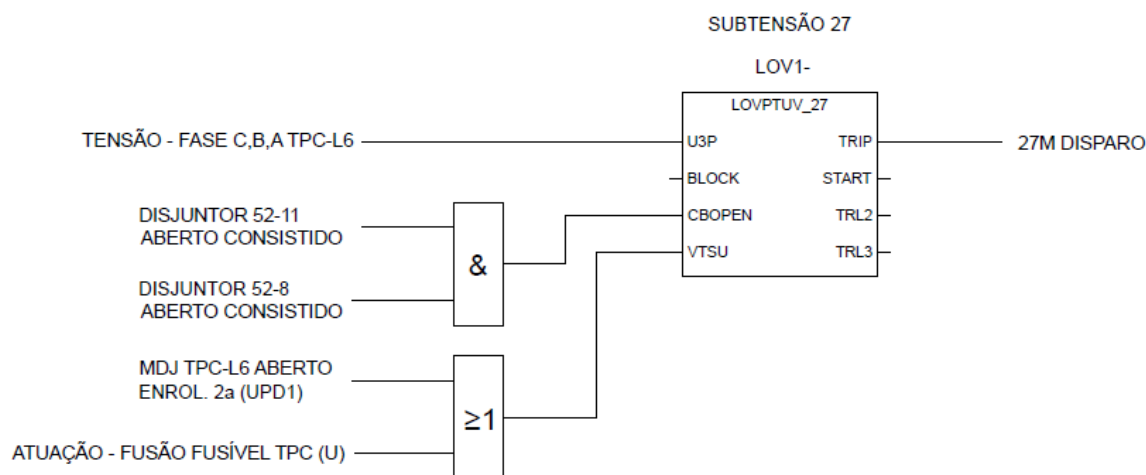 SUBTENSÃO 27
LOV1-
LOVPTUV_27
TENSÃO - FASE C,B,A TPC-L6
U3P
TRIP
27M DISPARO
BLOCK
START
DISJUNTOR 52-11
ABERTO CONSISTIDO
CBOPEN
TRL2
VTSU
TRL3
&
DISJUNTOR 52-8
ABERTO CONSISTIDO
MDJ TPC-L6 ABERTO
ENROL. 2a (UPD1)
≥1
ATUAÇÃO - FUSÃO FUSÍVEL TPC (U)